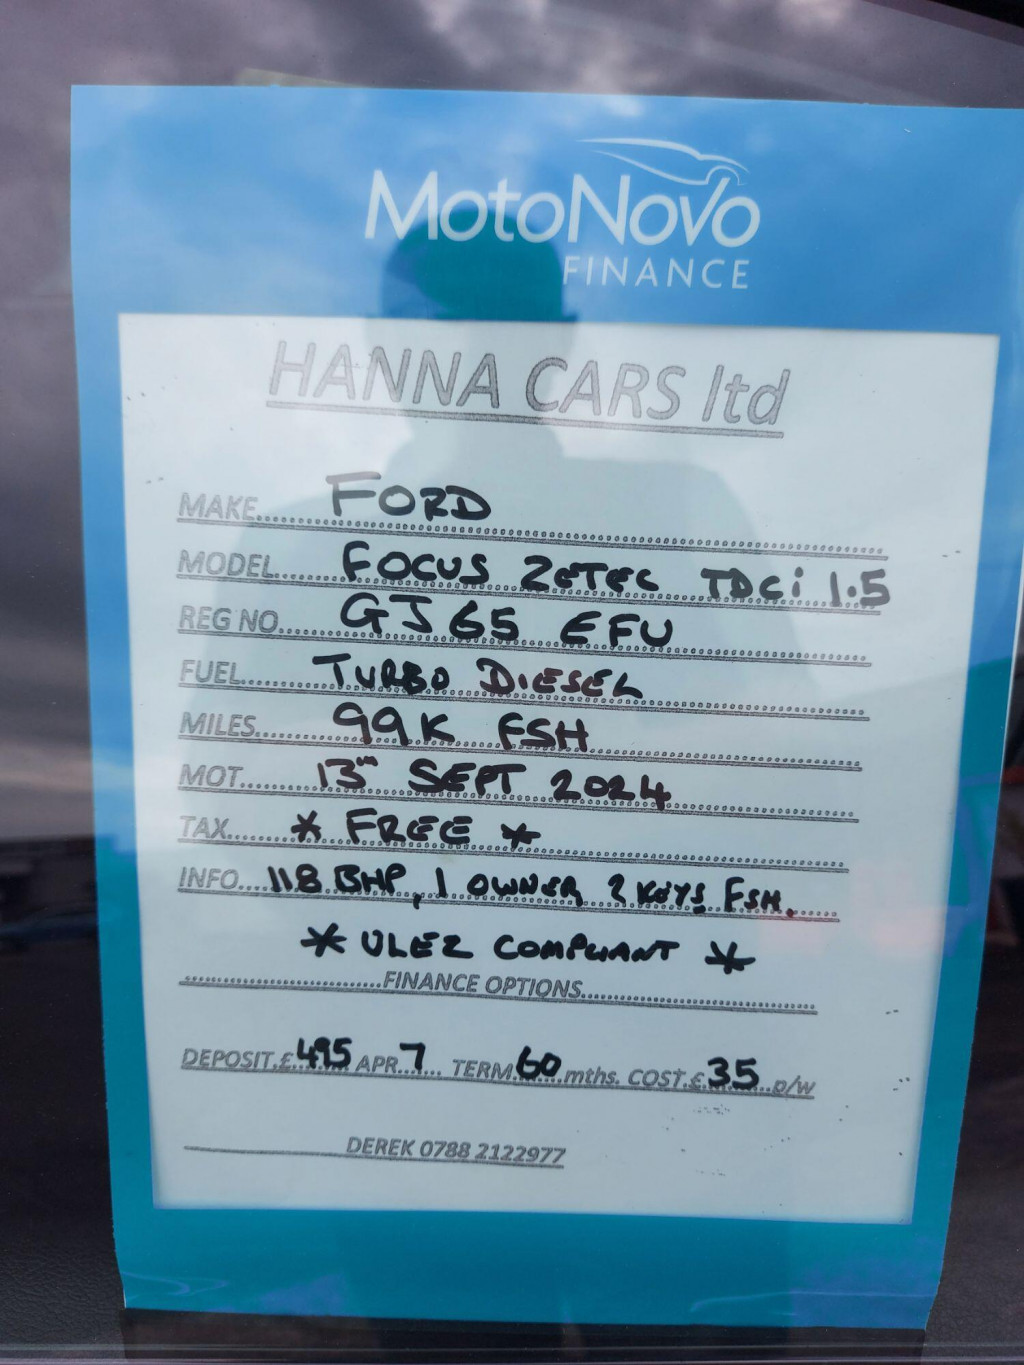 MotoNovo
FINANCE
HANNA CARS ltd
MAKE....FORD
MODEL....FOCUS ZETEC TDCi 1.5
REG NO....GJ65 EFU
FUEL....TURBO DIESEL
MILES....99K FSH
MOT....13TH SEPT 2024
TAX....* FREE *
INFO....118 BHP, 1 OWNER 2 KEYS FSH.
* ULEZ COMPLIANT *
....FINANCE OPTIONS....
DEPOSIT.£.495 APR.7.... TERM.60.mths. COST.£.35..p/w
DEREK 0788 2122977